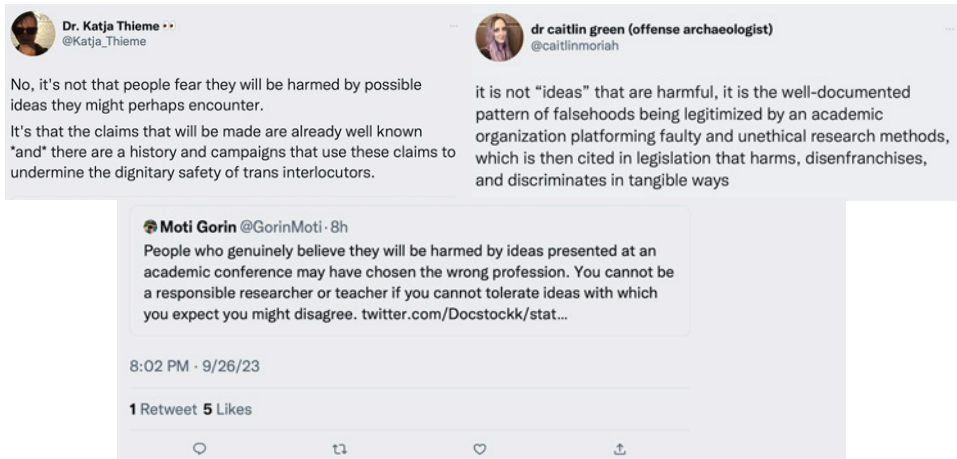 Dr. Katja Thieme 👀
@Katja_Thieme
No, it's not that people fear they will be harmed by possible
ideas they might perhaps encounter.
It's that the claims that will be made are already well known
*and* there are a history and campaigns that use these claims to
undermine the dignitary safety of trans interlocutors.
dr caitlin green (offense archaeologist)
@caitlinmoriah
it is not “ideas” that are harmful, it is the well-documented
pattern of falsehoods being legitimized by an academic
organization platforming faulty and unethical research methods,
which is then cited in legislation that harms, disenfranchises,
and discriminates in tangible ways
Moti Gorin @GorinMoti · 8h
People who genuinely believe they will be harmed by ideas presented at an
academic conference may have chosen the wrong profession. You cannot be
a responsible researcher or teacher if you cannot tolerate ideas with which
you expect you might disagree. twitter.com/Docstockk/stat...
8:02 PM · 9/26/23
1 Retweet 5 Likes